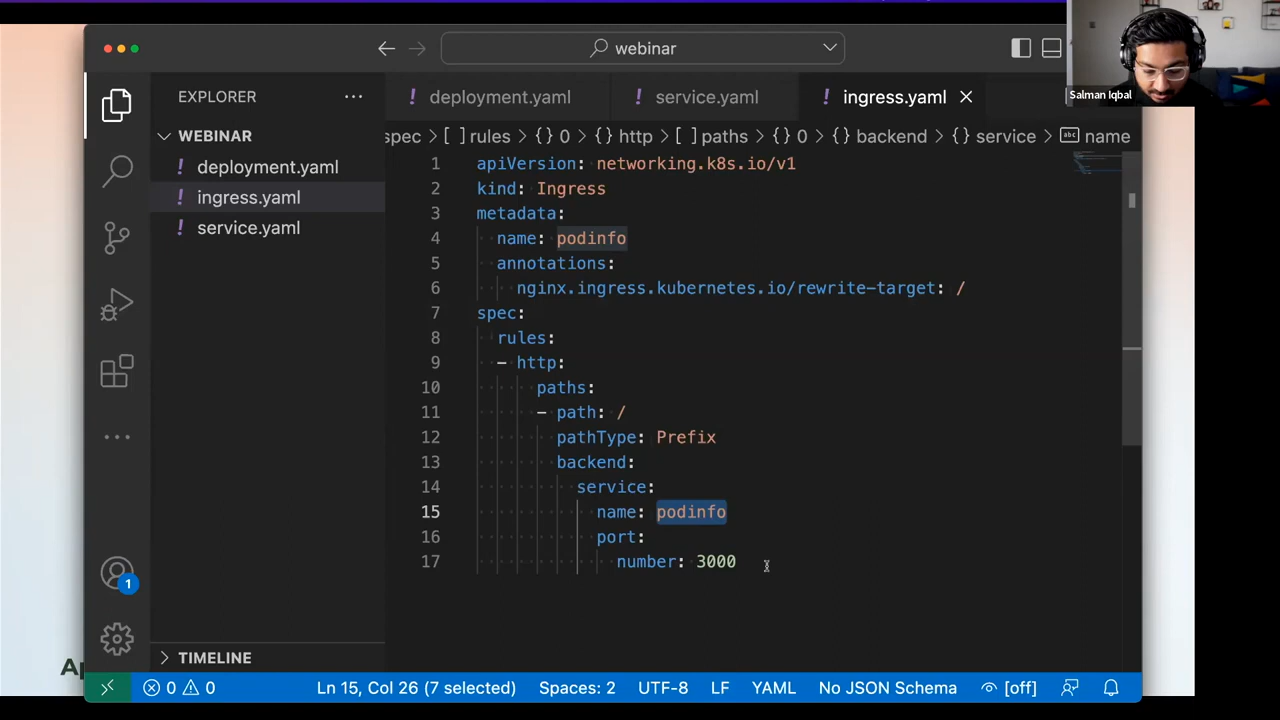 webinar
Salman Iqbal
EXPLORER
deployment.yaml
service.yaml
ingress.yaml
WEBINAR
deployment.yaml
ingress.yaml
service.yaml
spec > [ ] rules > {} 0 > {} http > [ ] paths > {} 0 > {} backend > {} service > abc name
1 apiVersion: networking.k8s.io/v1
2 kind: Ingress
3 metadata:
4 name: podinfo
5 annotations:
6 nginx.ingress.kubernetes.io/rewrite-target: /
7 spec:
8 rules:
9 - http:
10 paths:
11 - path: /
12 pathType: Prefix
13 backend:
14 service:
15 name: podinfo
16 port:
17 number: 3000
1
TIMELINE
Ap
0 0 Ln 15, Col 26 (7 selected) Spaces: 2 UTF-8 LF YAML No JSON Schema [off]